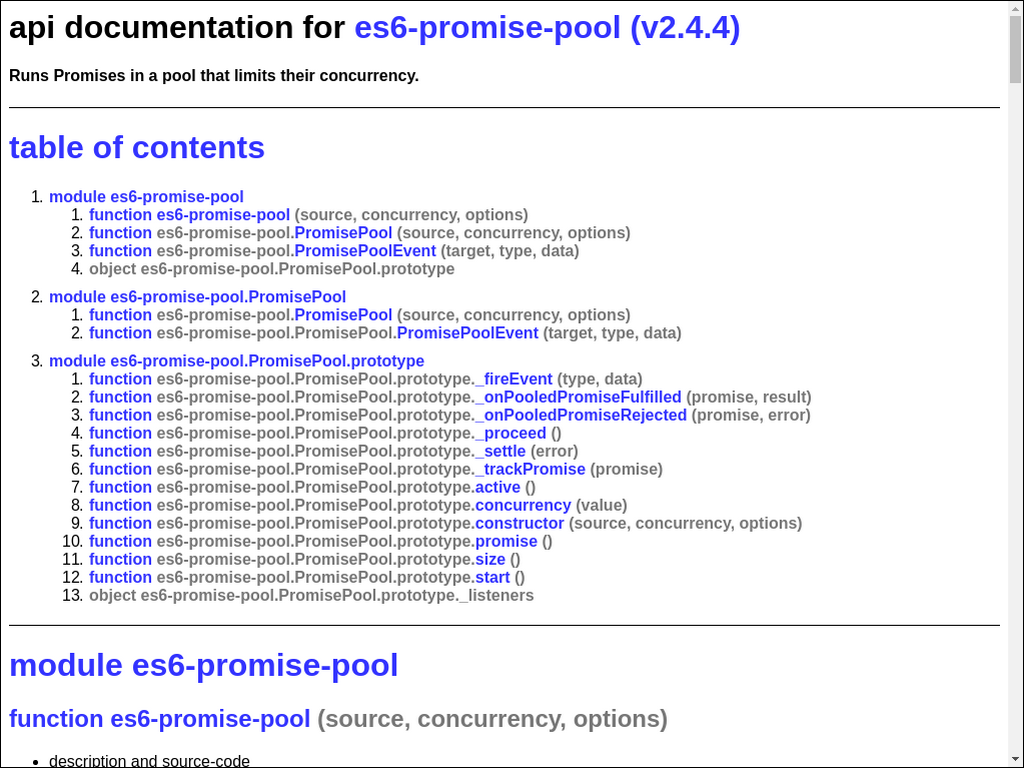 api documentation for es6-promise-pool (v2.4.4)
Runs Promises in a pool that limits their concurrency.
table of contents
1. module es6-promise-pool
1. function es6-promise-pool (source, concurrency, options)
2. function es6-promise-pool.PromisePool (source, concurrency, options)
3. function es6-promise-pool.PromisePoolEvent (target, type, data)
4. object es6-promise-pool.PromisePool.prototype
2. module es6-promise-pool.PromisePool
1. function es6-promise-pool.PromisePool (source, concurrency, options)
2. function es6-promise-pool.PromisePool.PromisePoolEvent (target, type, data)
3. module es6-promise-pool.PromisePool.prototype
1. function es6-promise-pool.PromisePool.prototype._fireEvent (type, data)
2. function es6-promise-pool.PromisePool.prototype._onPooledPromiseFulfilled (promise, result)
3. function es6-promise-pool.PromisePool.prototype._onPooledPromiseRejected (promise, error)
4. function es6-promise-pool.PromisePool.prototype._proceed ()
5. function es6-promise-pool.PromisePool.prototype._settle (error)
6. function es6-promise-pool.PromisePool.prototype._trackPromise (promise)
7. function es6-promise-pool.PromisePool.prototype.active ()
8. function es6-promise-pool.PromisePool.prototype.concurrency (value)
9. function es6-promise-pool.PromisePool.prototype.constructor (source, concurrency, options)
10. function es6-promise-pool.PromisePool.prototype.promise ()
11. function es6-promise-pool.PromisePool.prototype.size ()
12. function es6-promise-pool.PromisePool.prototype.start ()
13. object es6-promise-pool.PromisePool.prototype._listeners
module es6-promise-pool
function es6-promise-pool (source, concurrency, options)
• description and source-code